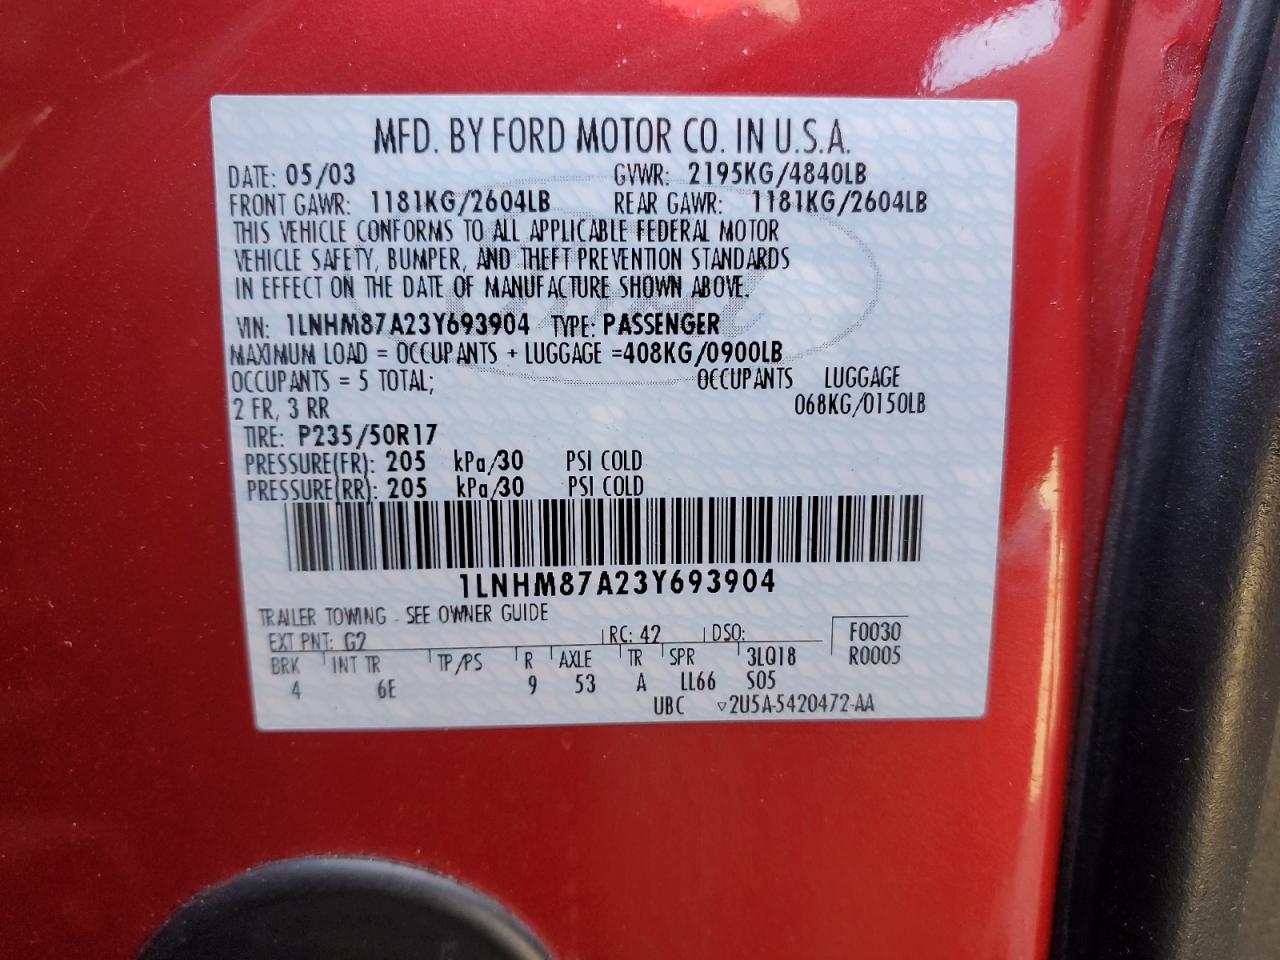 MFD. BY FORD MOTOR CO. IN U.S.A.
DATE: 05/03 GVWR: 2195KG/4840LB
FRONT GAWR: 1181KG/2604LB REAR GAWR: 1181KG/2604LB
THIS VEHICLE CONFORMS TO ALL APPLICABLE FEDERAL MOTOR
VEHICLE SAFETY, BUMPER, AND THEFT PREVENTION STANDARDS
IN EFFECT ON THE DATE OF MANUFACTURE SHOWN ABOVE.
VIN: 1LNHM87A23Y693904 TYPE: PASSENGER
MAXIMUM LOAD = OCCUPANTS + LUGGAGE =408KG/0900LB
OCCUPANTS = 5 TOTAL; OCCUPANTS LUGGAGE
2 FR, 3 RR 068KG/0150LB
TIRE: P235/50R17
PRESSURE(FR): 205 kPa/30 PSI COLD
PRESSURE(RR): 205 kPa/30 PSI COLD
1LNHM87A23Y693904
TRAILER TOWING - SEE OWNER GUIDE
EXT PNT: G2 RC: 42 DSO: F0030
BRK INT TR TP/PS R AXLE TR SPR 3L018 R0005
4 6E 9 53 A LL66 S05
UBC ▽2U5A-5420472-AA